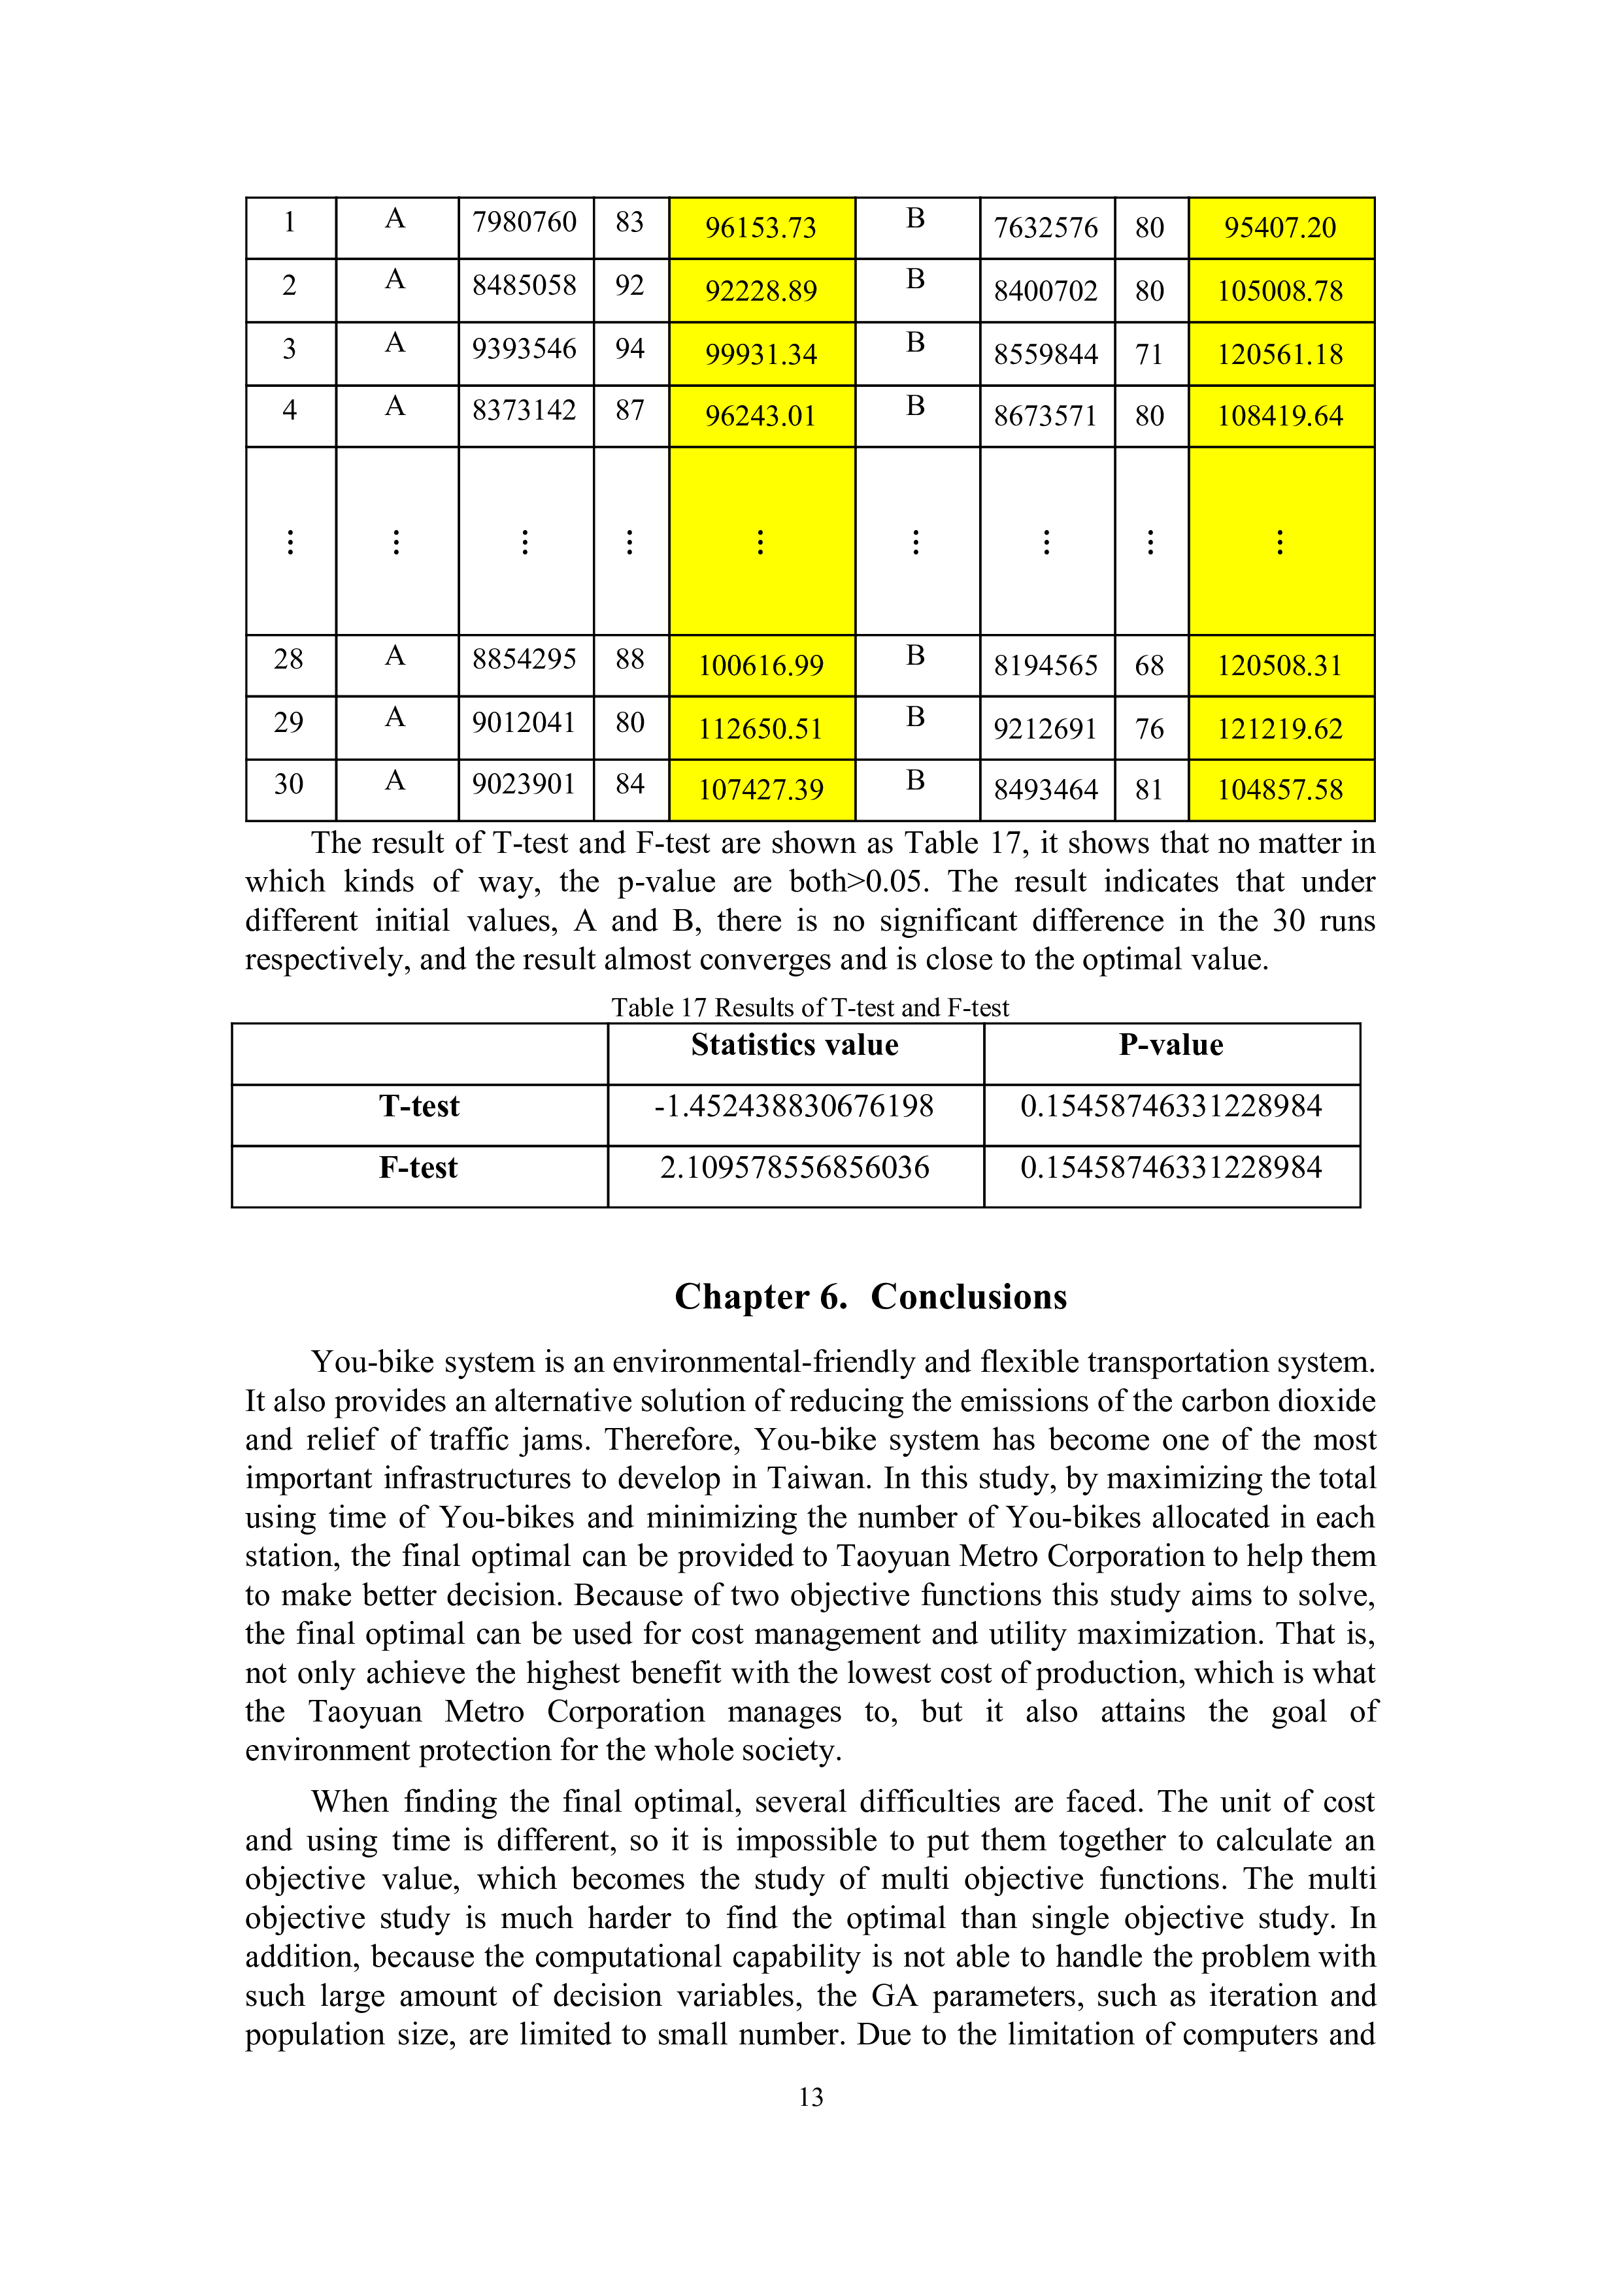 1 A 7980760 83 96153.73 B 7632576 80 95407.20
2 A 8485058 92 92228.89 B 8400702 80 105008.78
3 A 9393546 94 99931.34 B 8559844 71 120561.18
4 A 8373142 87 96243.01 B 8673571 80 108419.64
⋮ ⋮ ⋮ ⋮ ⋮ ⋮ ⋮ ⋮ ⋮
28 A 8854295 88 100616.99 B 8194565 68 120508.31
29 A 9012041 80 112650.51 B 9212691 76 121219.62
30 A 9023901 84 107427.39 B 8493464 81 104857.58
The result of T-test and F-test are shown as Table 17, it shows that no matter in
which kinds of way, the p-value are both>0.05. The result indicates that under
different initial values, A and B, there is no significant difference in the 30 runs
respectively, and the result almost converges and is close to the optimal value.
Table 17 Results of T-test and F-test
Statistics value P-value
T-test -1.452438830676198 0.15458746331228984
F-test 2.109578556856036 0.15458746331228984
Chapter 6. Conclusions
You-bike system is an environmental-friendly and flexible transportation system.
It also provides an alternative solution of reducing the emissions of the carbon dioxide
and relief of traffic jams. Therefore, You-bike system has become one of the most
important infrastructures to develop in Taiwan. In this study, by maximizing the total
using time of You-bikes and minimizing the number of You-bikes allocated in each
station, the final optimal can be provided to Taoyuan Metro Corporation to help them
to make better decision. Because of two objective functions this study aims to solve,
the final optimal can be used for cost management and utility maximization. That is,
not only achieve the highest benefit with the lowest cost of production, which is what
the Taoyuan Metro Corporation manages to, but it also attains the goal of
environment protection for the whole society.
When finding the final optimal, several difficulties are faced. The unit of cost
and using time is different, so it is impossible to put them together to calculate an
objective value, which becomes the study of multi objective functions. The multi
objective study is much harder to find the optimal than single objective study. In
addition, because the computational capability is not able to handle the problem with
such large amount of decision variables, the GA parameters, such as iteration and
population size, are limited to small number. Due to the limitation of computers and
13